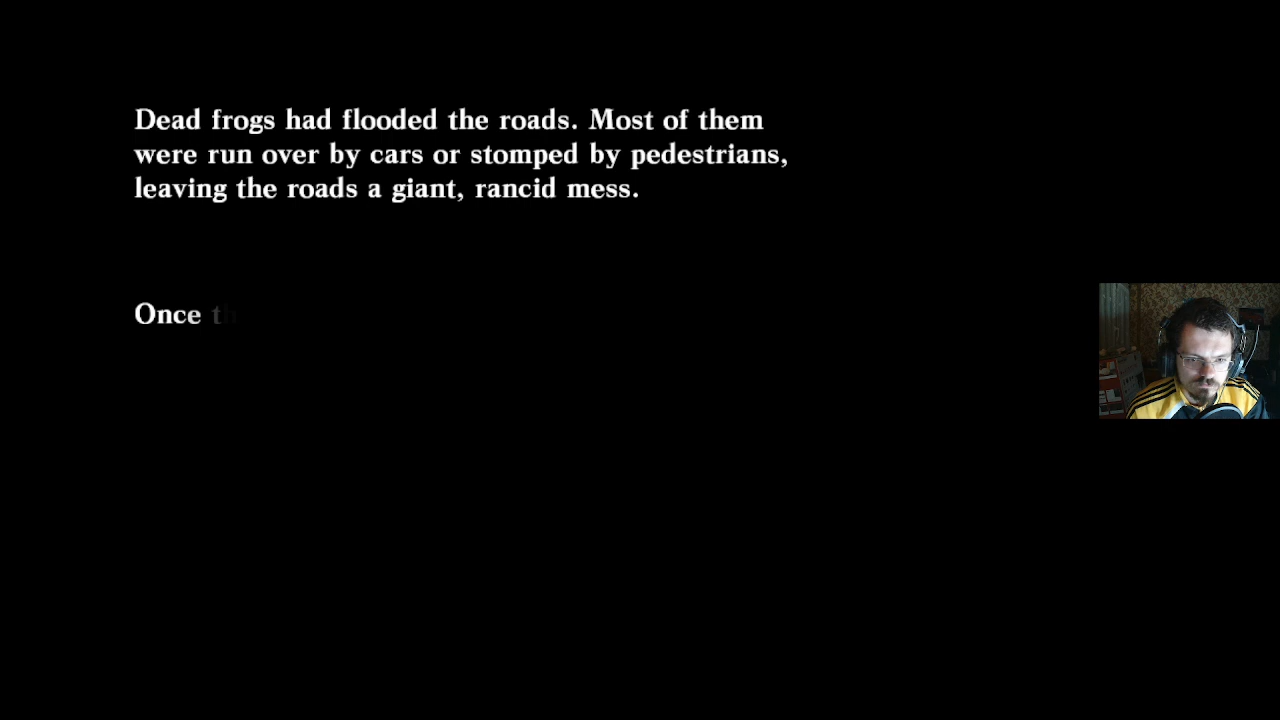 Dead frogs had flooded the roads. Most of them
were run over by cars or stomped by pedestrians,
leaving the roads a giant, rancid mess.
Once th